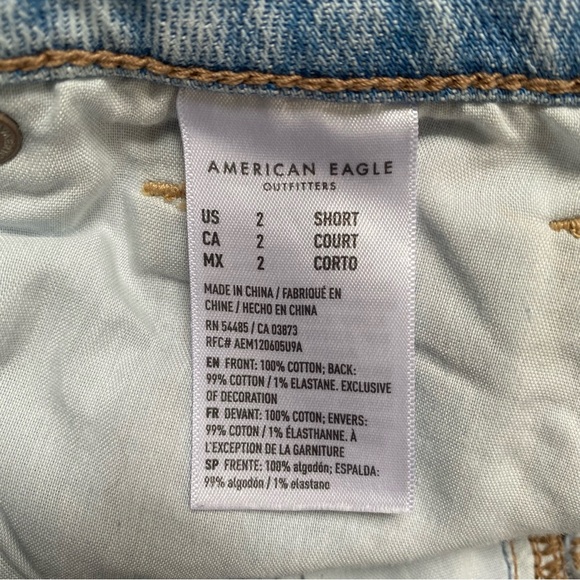 AMERICAN EAGLE
OUTFITTERS
US 2 SHORT
CA 2 COURT
MX 2 CORTO
MADE IN CHINA / FABRIQUÉ EN
CHINE / HECHO EN CHINA
RN 54485 / CA 03873
RFC# AEM120605U9A
EN FRONT: 100% COTTON; BACK:
99% COTTON / 1% ELASTANE. EXCLUSIVE
OF DECORATION
FR DEVANT: 100% COTON; ENVERS:
99% COTON / 1% ÉLASTHANNE. À
L'EXCEPTION DE LA GARNITURE
SP FRENTE: 100% algodón; ESPALDA:
99% algodón / 1% elastano